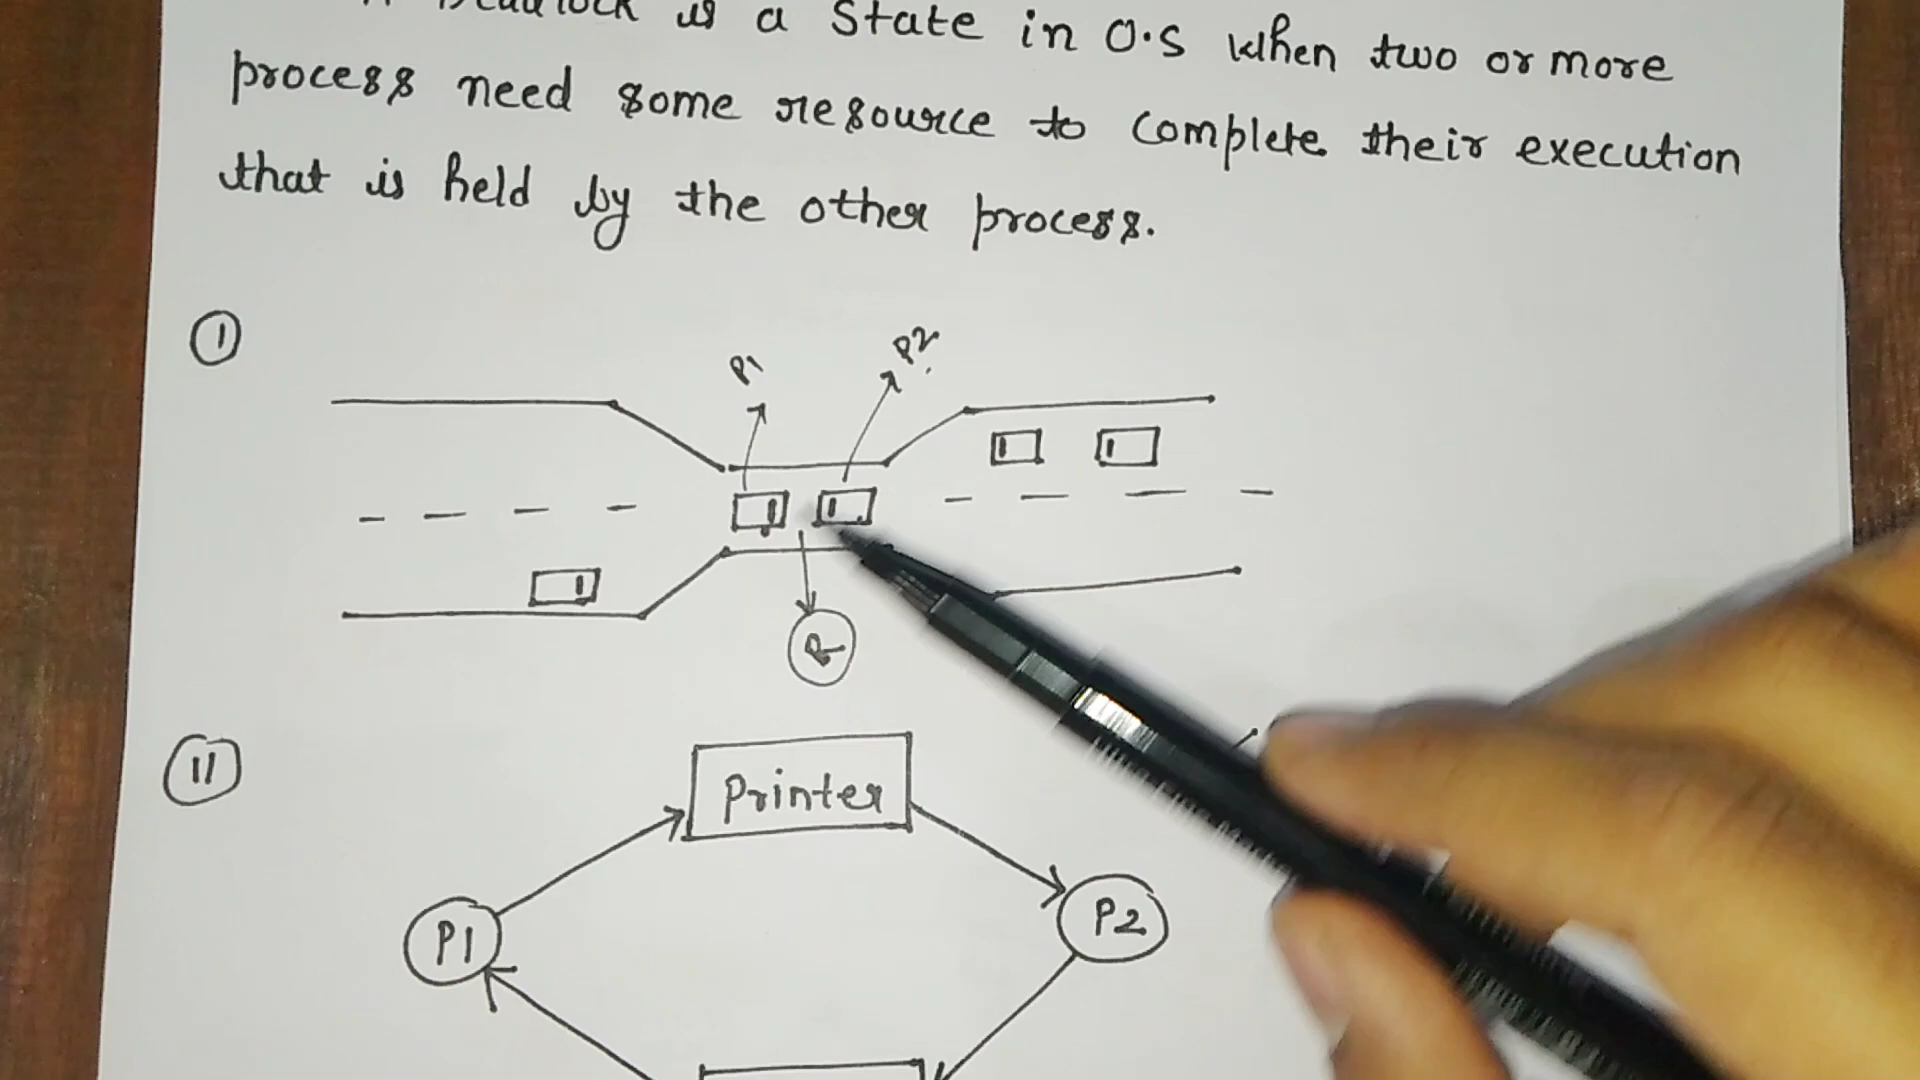 A Deadlock is a State in O.S when two or more
process need some resource to complete their execution
that is held by the other process.
I
P1
P2
R
II
Printer
P1
P2